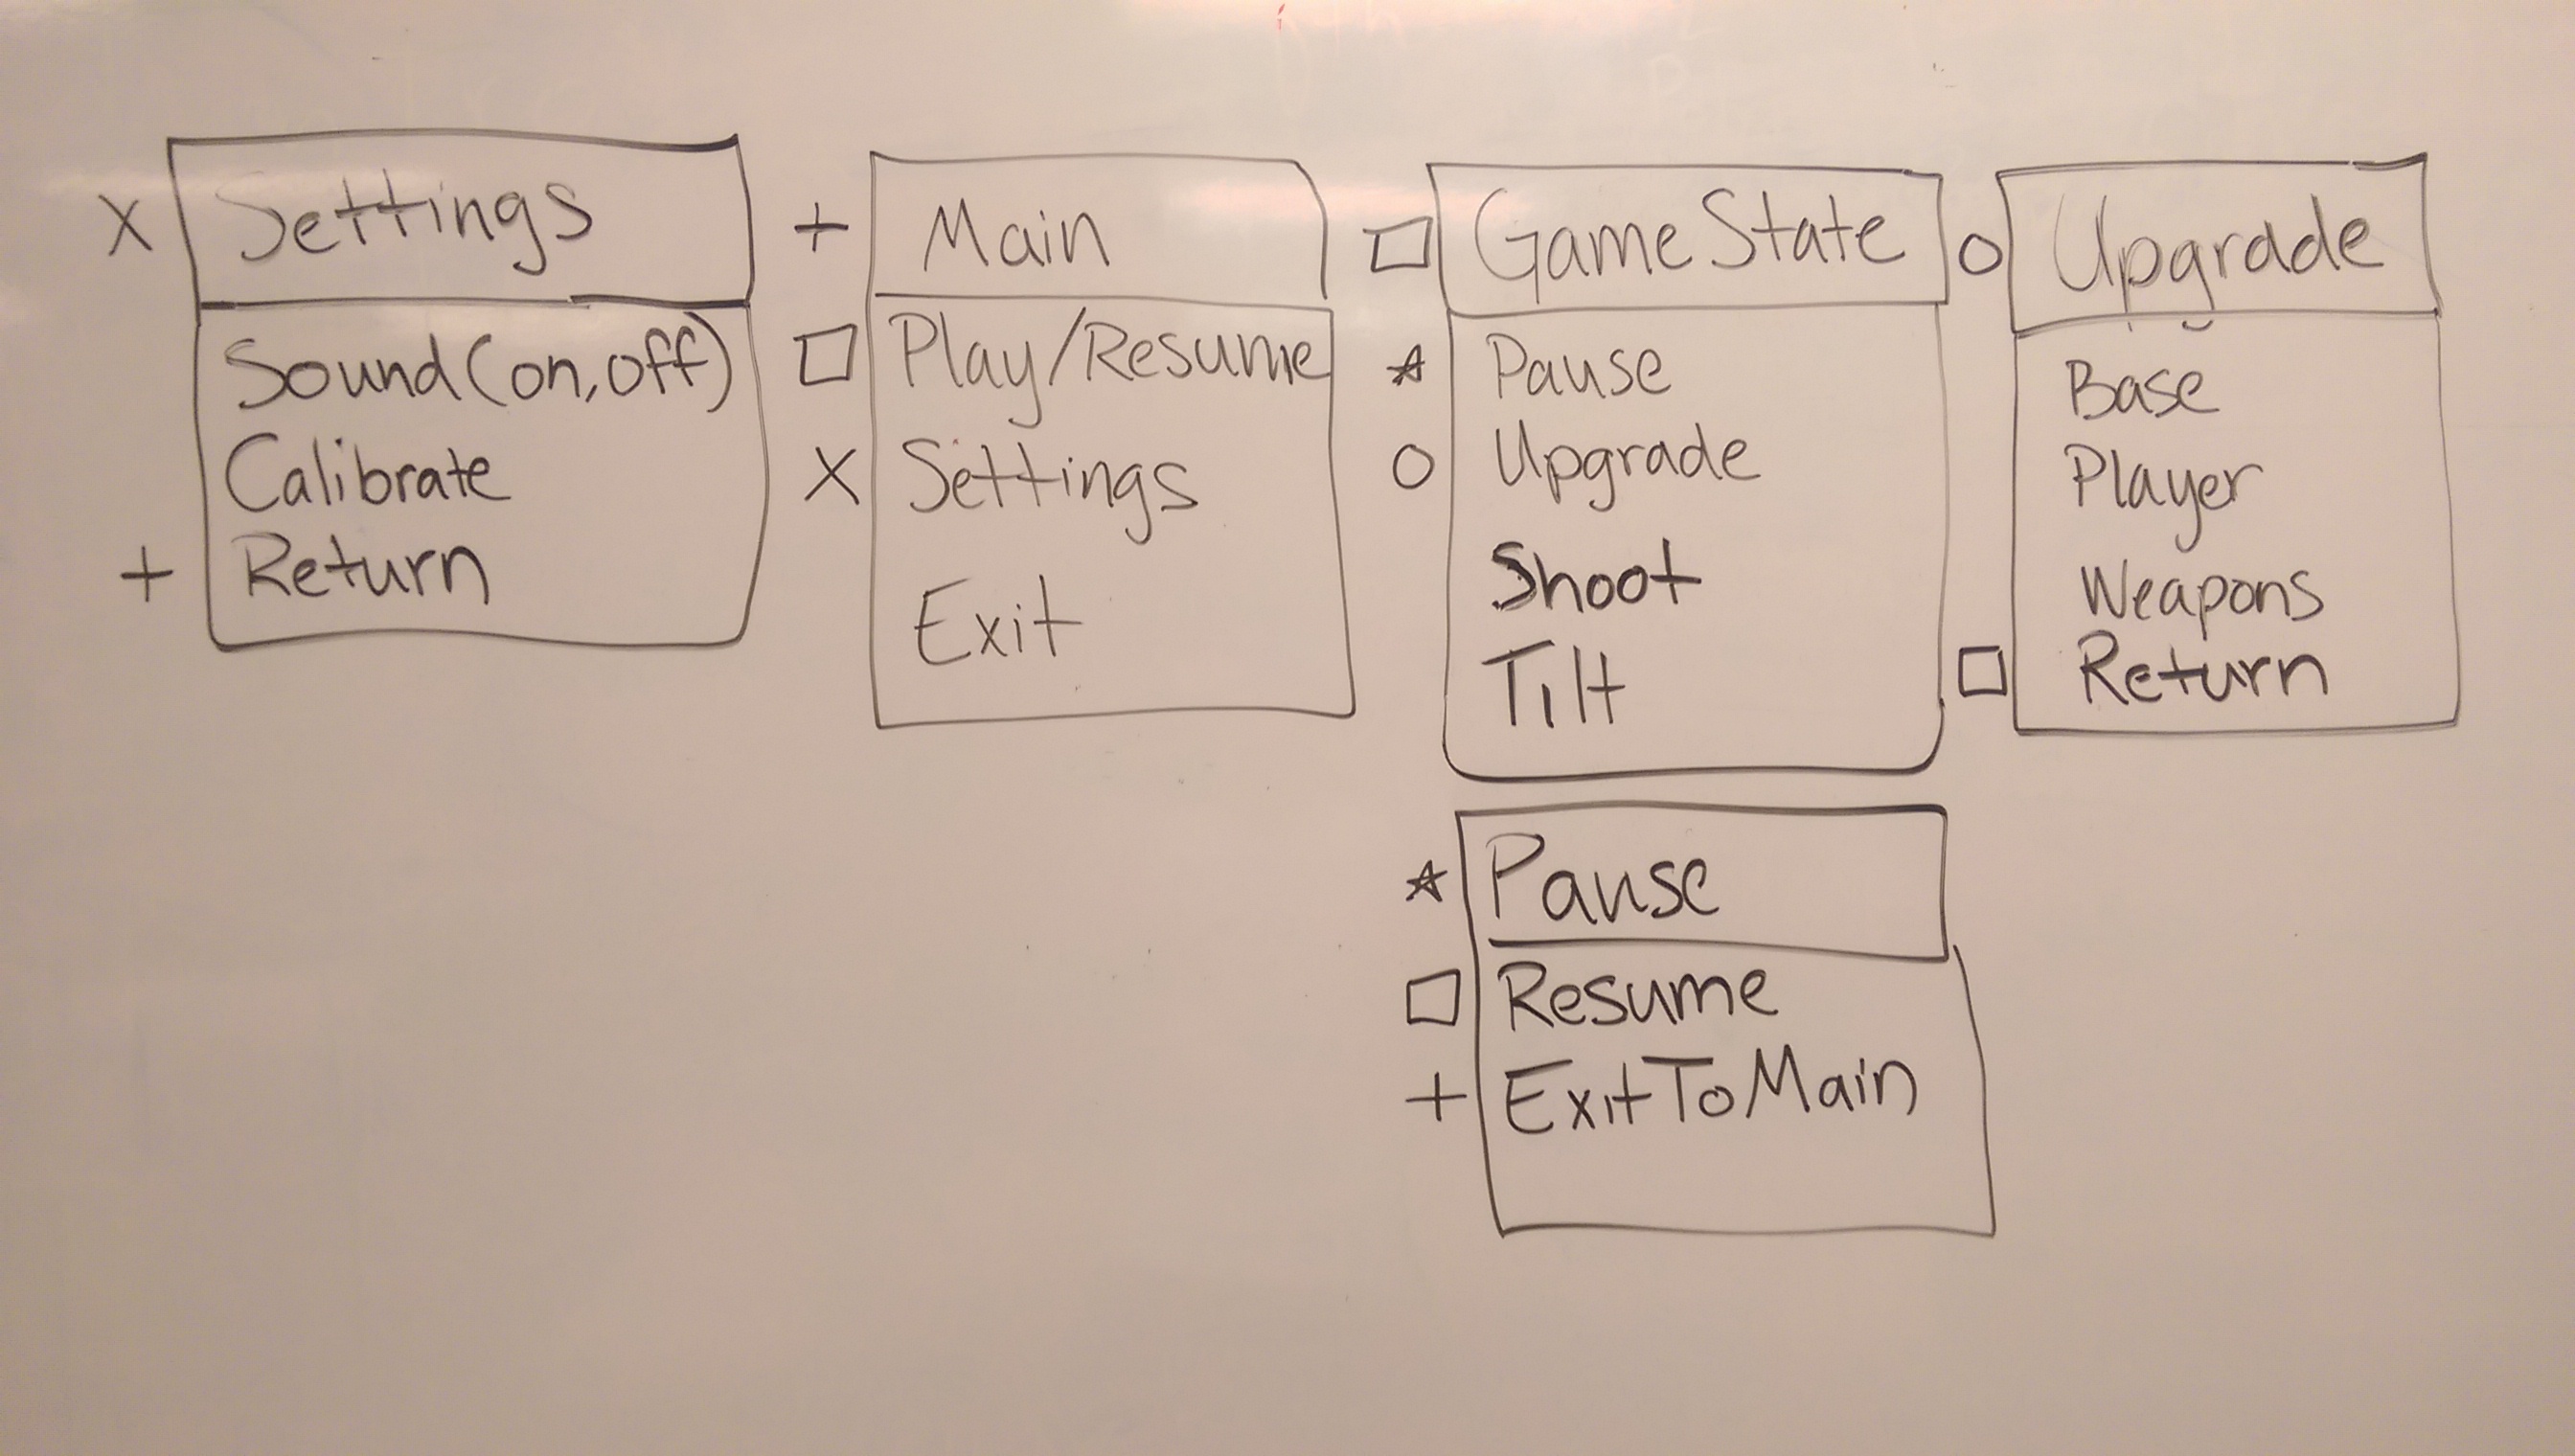 X Settings
Sound(on,off)
Calibrate
+ Return
+ Main
□ Play/Resume
X Settings
Exit
□ GameState
☆ Pause
○ Upgrade
Shoot
Tilt
○ Upgrade
Base
Player
Weapons
□ Return
☆ Pause
□ Resume
+ ExitToMain